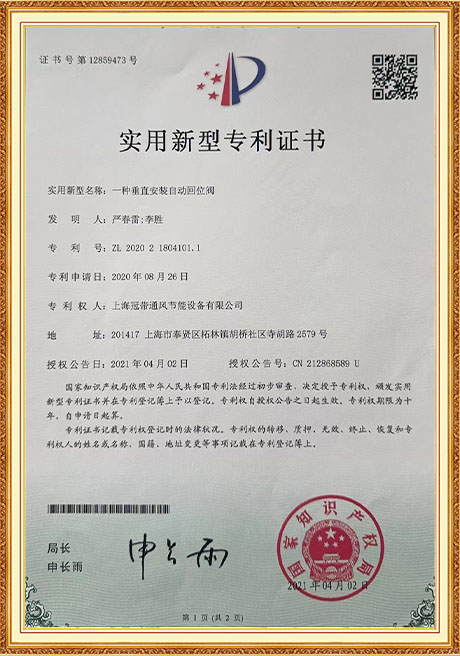 证书号第12859473号
实用新型专利证书
实用新型名称：一种垂直安装自动回位阀
发 明 人：严春雷;李胜
专 利 号：ZL 2020 2 1804101.1
专利申请日：2020年08月26日
专 利 权 人：上海冠带通风节能设备有限公司
地 址：201417 上海市奉贤区柘林镇胡桥社区寺胡路2579号
授权公告日：2021年04月02日 授权公告号：CN 212868589 U
国家知识产权局依照中华人民共和国专利法经过初步审查，决定授予专利权，颁发实用
新型专利证书并在专利登记簿上予以登记。专利权自授权公告之日起生效。专利权期限为十
年，自申请日起算。
专利证书记载专利权登记时的法律状况。专利权的转移、质押、无效、终止、恢复和专
利权人的姓名或名称、国籍、地址变更等事项记载在专利登记簿上。
局长
申长雨
申长雨
国家知识产权局
2021年04月02日
第 1 页 (共 2 页)